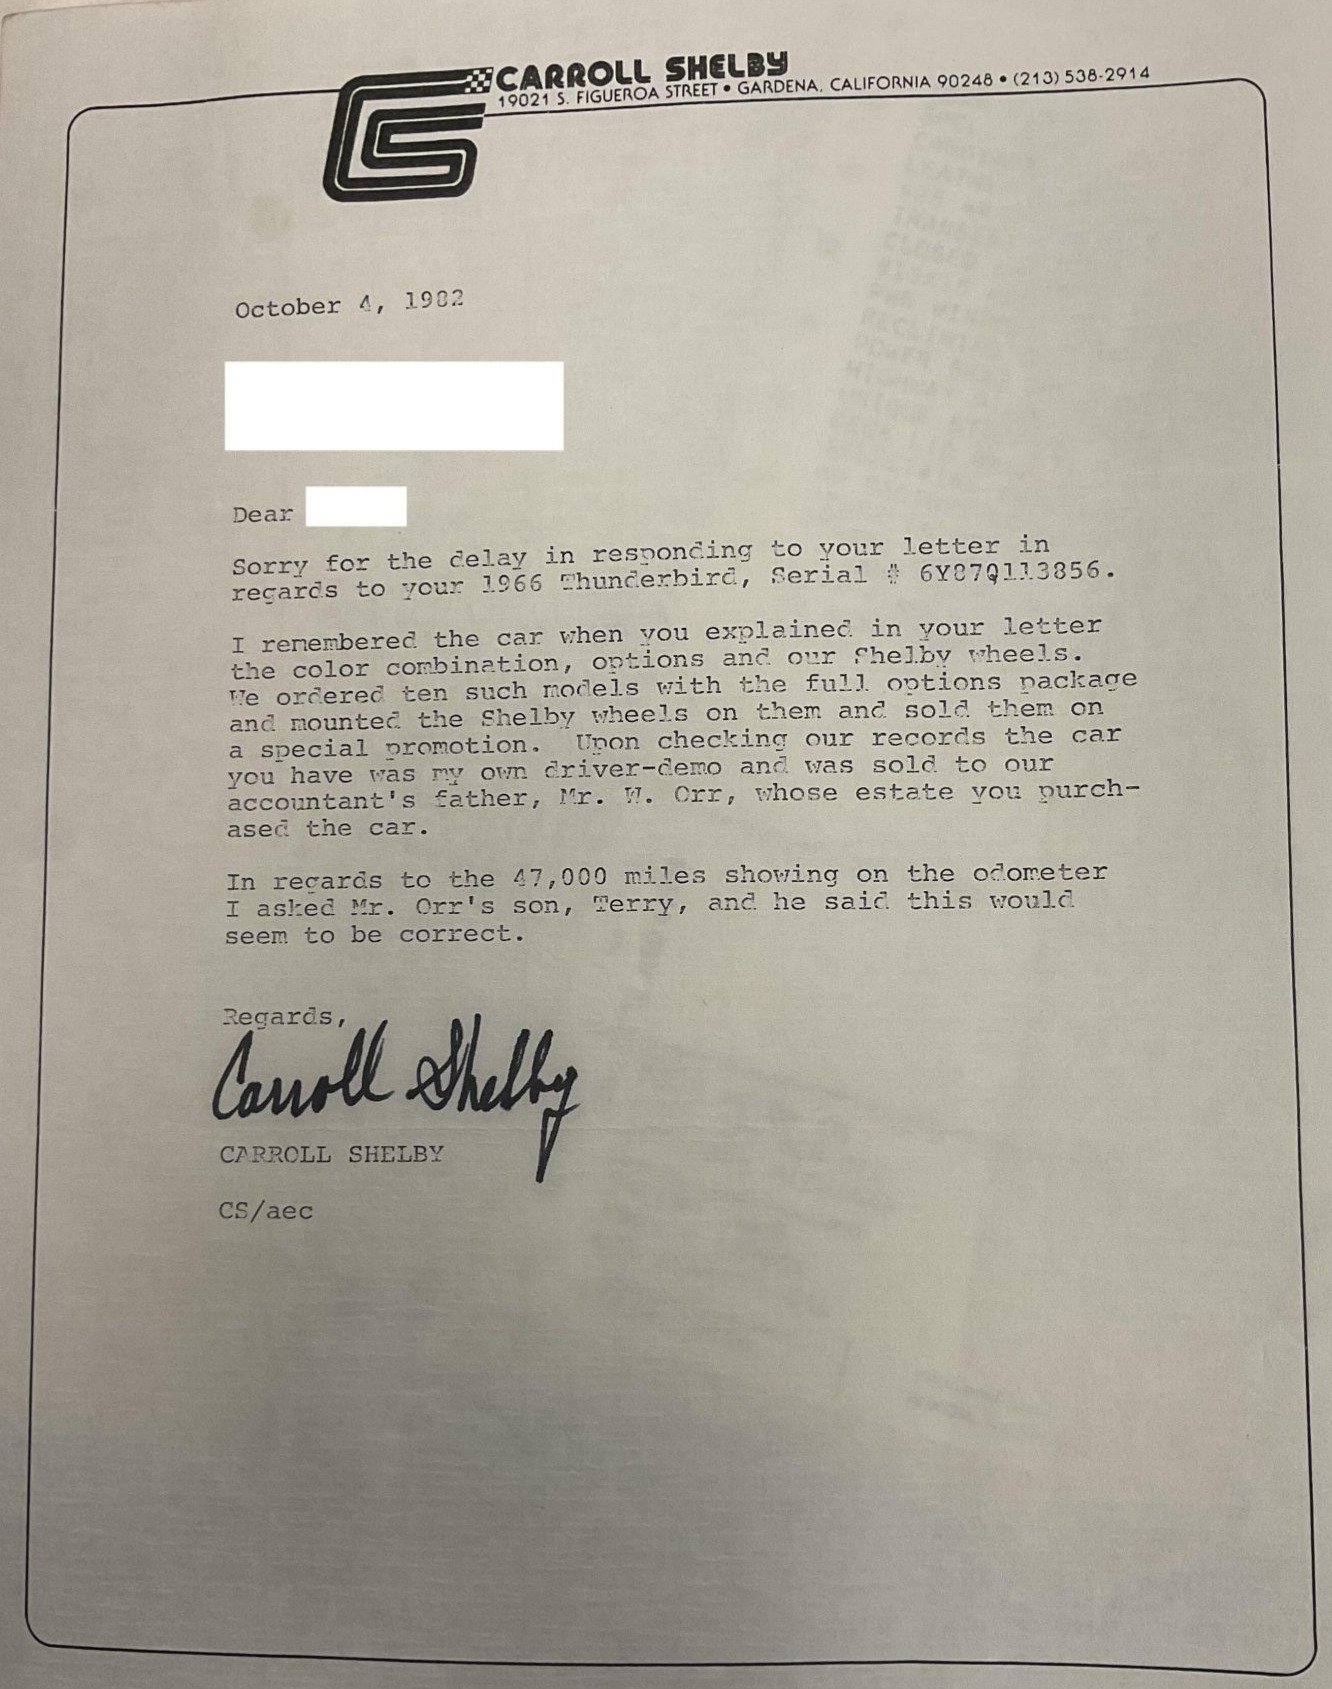 CARROLL SHELBY
19021 S. FIGUEROA STREET • GARDENA, CALIFORNIA 90248 • (213) 538-2914
CS
October 4, 1982
Dear
Sorry for the delay in responding to your letter in
regards to your 1966 Thunderbird, Serial # 6Y87Q113856.
I remembered the car when you explained in your letter
the color combination, options and our Shelby wheels.
We ordered ten such models with the full options package
and mounted the Shelby wheels on them and sold them on
a special promotion. Upon checking our records the car
you have was my own driver-demo and was sold to our
accountant's father, Mr. W. Orr, whose estate you purch-
ased the car.
In regards to the 47,000 miles showing on the odometer
I asked Mr. Orr's son, Terry, and he said this would
seem to be correct.
Regards,
Carroll Shelby
CARROLL SHELBY
CS/aec